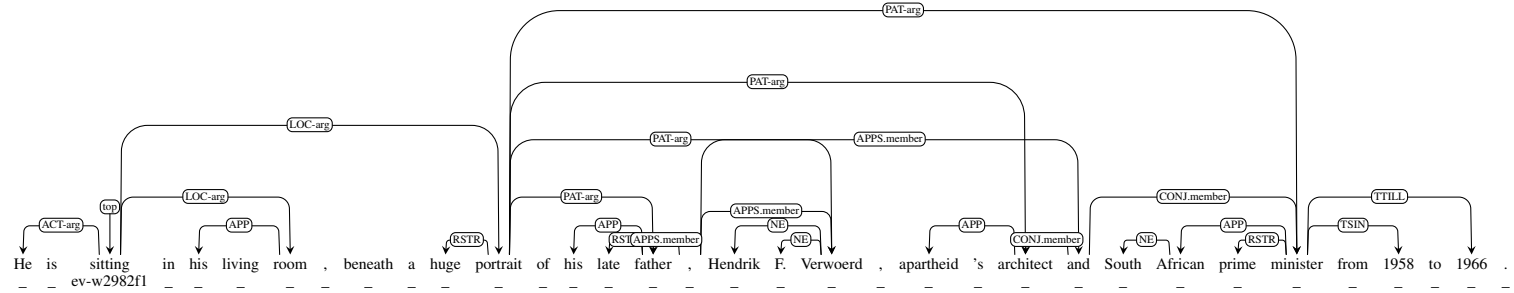 PAT-arg
PAT-arg
LOC-arg
PAT-arg APPS.member
top LOC-arg PAT-arg CONJ.member TTILL
ACT-arg APP APP APPS.member NE APP APP TSIN
RSTR RST APPS.member NE CONJ.member NE RSTR
He is sitting in his living room , beneath a huge portrait of his late father , Hendrik F. Verwoerd , apartheid 's architect and South African prime minister from 1958 to 1966 .
_ _ ev-w2982f1 _ _ _ _ _ _ _ _ _ _ _ _ _ _ _ _ _ _ _ _ _ _ _ _ _ _ _ _ _ _ _